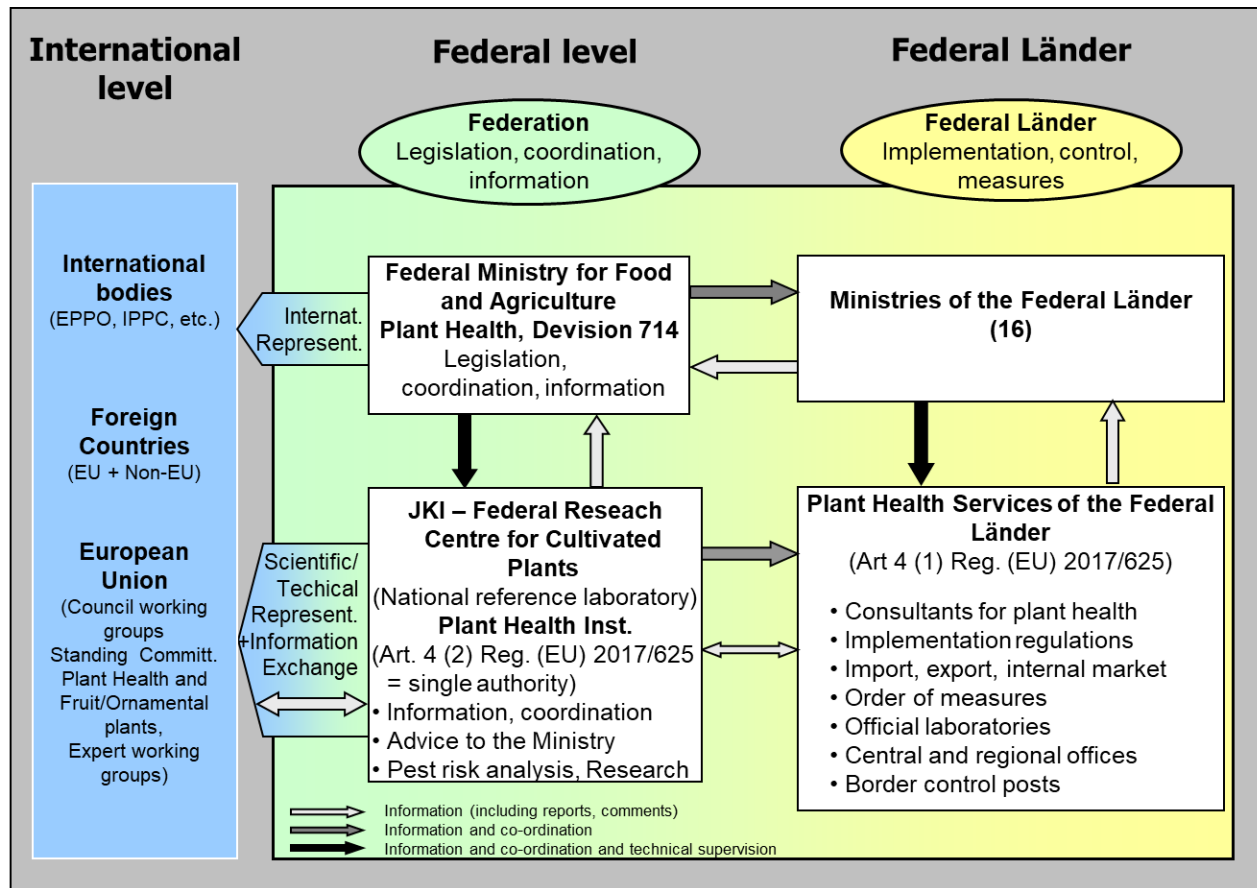 International
level
Federal level
Federal Länder
Federation
Legislation, coordination,
information
Federal Länder
Implementation, control,
measures
International
bodies
(EPPO, IPPC, etc.)
Foreign
Countries
(EU + Non-EU)
European
Union
(Council working
groups
Standing Committ.
Plant Health and
Fruit/Ornamental
plants,
Expert working
groups)
Internat.
Represent.
Federal Ministry for Food
and Agriculture
Plant Health, Devision 714
Legislation,
coordination, information
Ministries of the Federal Länder
(16)
Scientific/
Techical
Represent.
+Information
Exchange
JKI – Federal Reseach
Centre for Cultivated
Plants
(National reference laboratory)
Plant Health Inst.
(Art. 4 (2) Reg. (EU) 2017/625
= single authority)
• Information, coordination
• Advice to the Ministry
• Pest risk analysis, Research
Plant Health Services of the Federal
Länder
(Art 4 (1) Reg. (EU) 2017/625)
• Consultants for plant health
• Implementation regulations
• Import, export, internal market
• Order of measures
• Official laboratories
• Central and regional offices
• Border control posts
Information (including reports, comments)
Information and co-ordination
Information and co-ordination and technical supervision